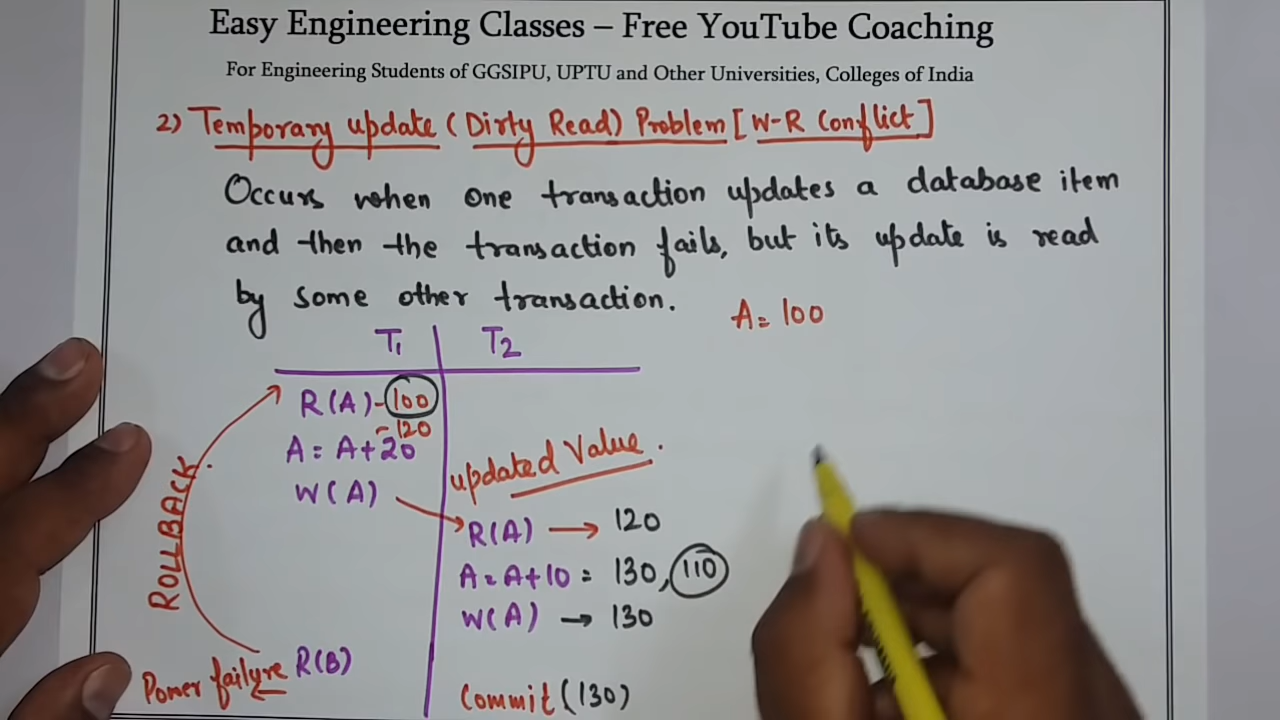 Easy Engineering Classes – Free YouTube Coaching
For Engineering Students of GGSIPU, UPTU and Other Universities, Colleges of India
2) Temporary update (Dirty Read) Problem [W-R Conflict]
Occurs when one transaction updates a database item
and then the transaction fails, but its update is read
by some other transaction.
A = 100
T1 T2
R(A) - 100
- 120
A = A+20
W(A)
updated Value.
R(A) → 120
A = A+10 = 130, 110
W(A) → 130
ROLLBACK
Power failure R(B)
Commit (130)